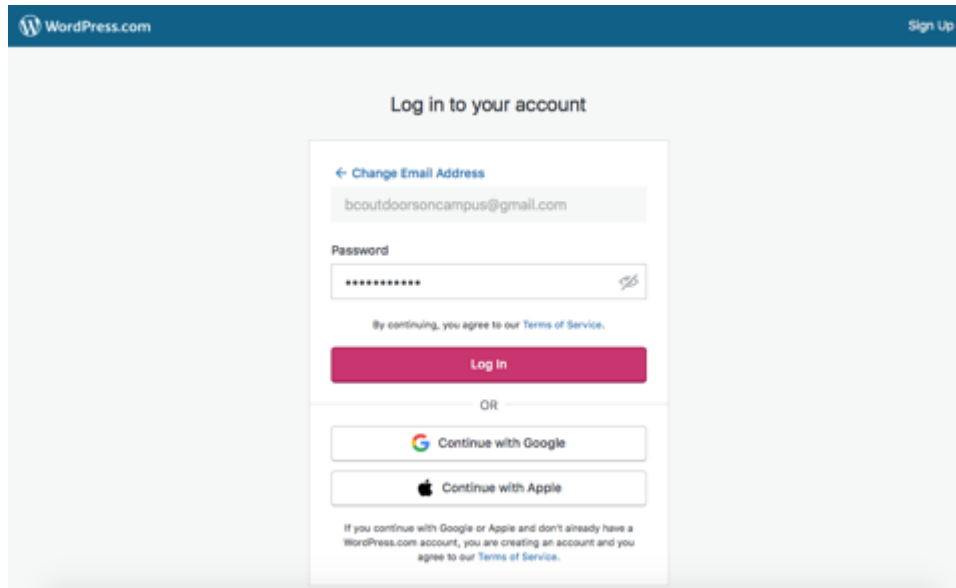 WordPress.com
Sign Up
Log in to your account
← Change Email Address
bcoutdoorsoncampus@gmail.com
Password
•••••••••••
By continuing, you agree to our Terms of Service.
Log In
OR
Continue with Google
Continue with Apple
If you continue with Google or Apple and don't already have a
WordPress.com account, you are creating an account and you
agree to our Terms of Service.